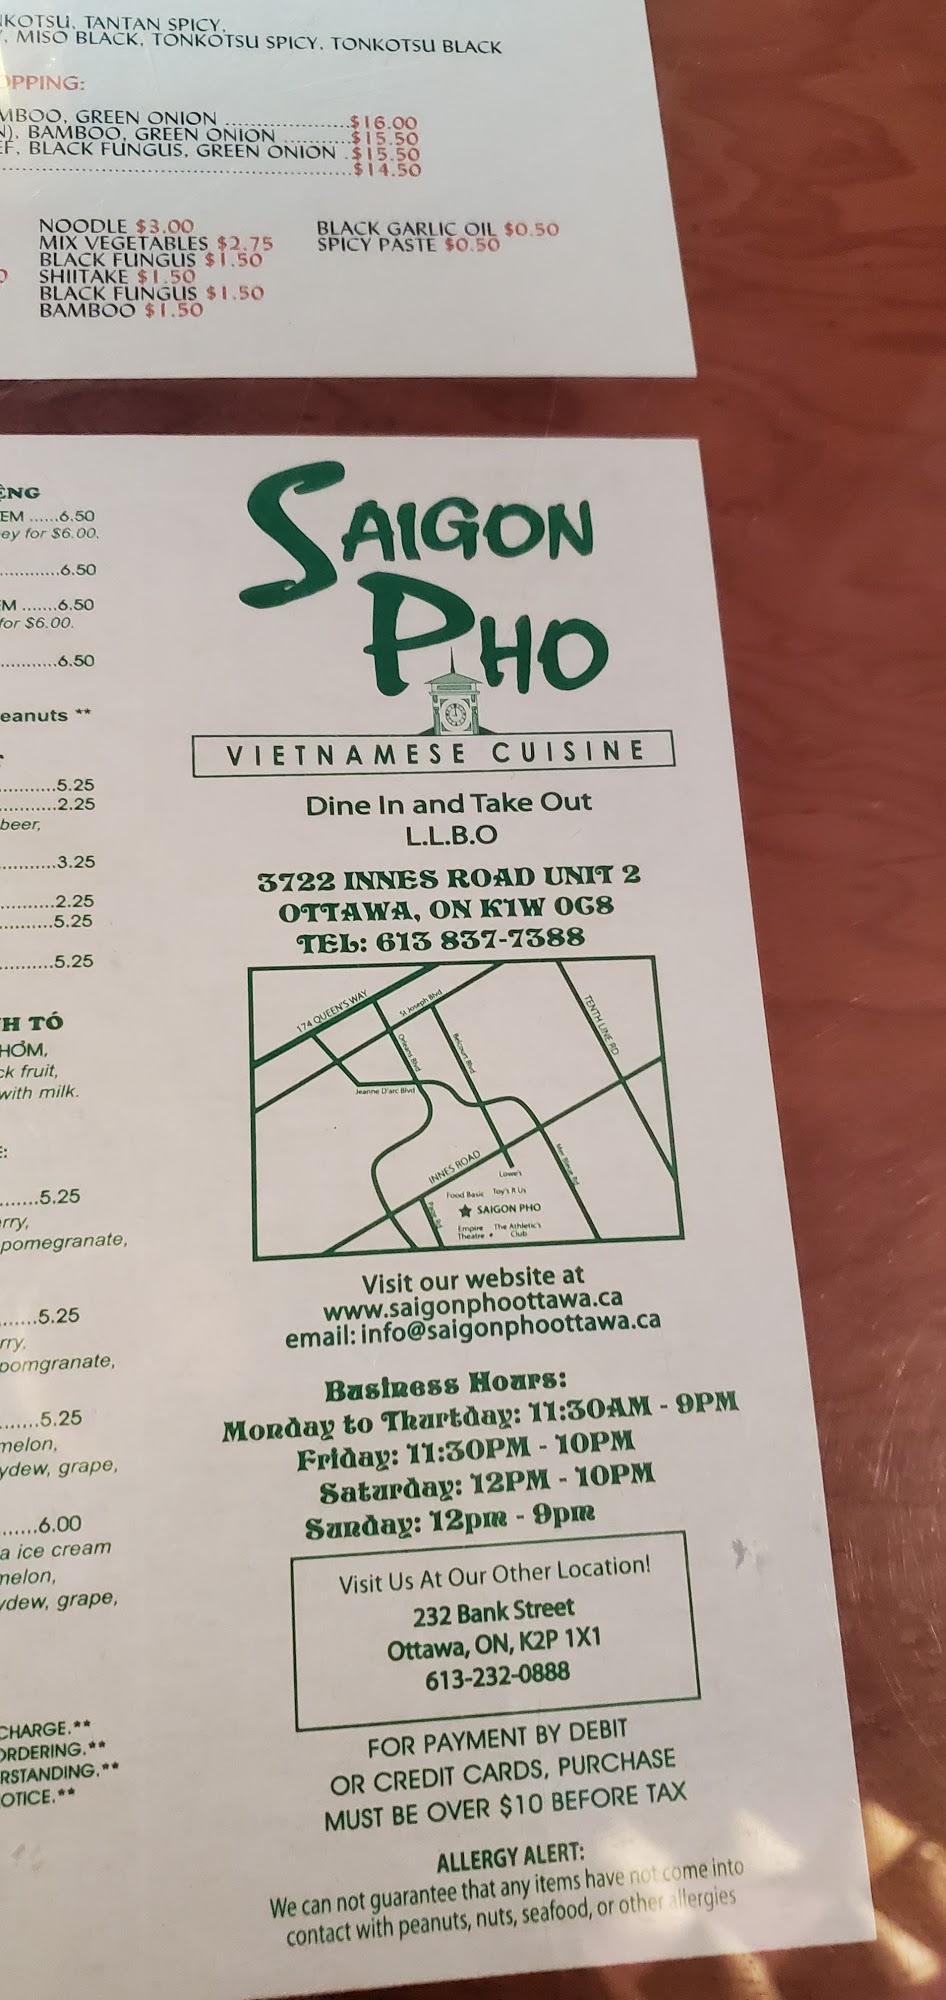 NKOTSU, TANTAN SPICY,
MISO BLACK, TONKOTSU SPICY, TONKOTSU BLACK
OPPING:
MBOO, GREEN ONION ..................$16.00
N), BAMBOO, GREEN ONION ..........$15.50
EF, BLACK FUNGUS, GREEN ONION .$15.50
..................$14.50
NOODLE $3.00
MIX VEGETABLES $2.75
BLACK FUNGUS $1.50
SHIITAKE $1.50
BLACK FUNGUS $1.50
BAMBOO $1.50
BLACK GARLIC OIL $0.50
SPICY PASTE $0.50
ỆNG
EM ......6.50
ey for $6.00.
............6.50
EM .......6.50
for $6.00.
...........6.50
eanuts **
............5.25
............2.25
beer,
...........3.25
...........2.25
...........5.25
..........5.25
H TÓ
HƠM,
ck fruit,
with milk.
E:
.......5.25
rry,
pomegranate,
.......5.25
rry,
pomgranate,
.......5.25
melon,
ydew, grape,
.......6.00
a ice cream
melon,
ydew, grape,
CHARGE.**
ORDERING.**
RSTANDING.**
OTICE.**
SAIGON
PHO
VIETNAMESE CUISINE
Dine In and Take Out
L.L.B.O
3722 INNES ROAD UNIT 2
OTTAWA, ON K1W 0C8
TEL: 613 837-7388
174 QUEEN'S WAY
St Joseph Blvd
TENTH LINE RD
Orleans Blvd
Belcourt Blvd
Jeanne D'arc Blvd
INNES ROAD
Lowe's
Food Basic Toy's R Us
★ SAIGON PHO
Empire The Athletic's
Theatre • Club
Visit our website at
www.saigonphoottawa.ca
email: info@saigonphoottawa.ca
Business Hours:
Monday to Thurtday: 11:30AM - 9PM
Friday: 11:30PM - 10PM
Saturday: 12PM - 10PM
Sunday: 12pm - 9pm
Visit Us At Our Other Location!
232 Bank Street
Ottawa, ON, K2P 1X1
613-232-0888
FOR PAYMENT BY DEBIT
OR CREDIT CARDS, PURCHASE
MUST BE OVER $10 BEFORE TAX
ALLERGY ALERT:
We can not guarantee that any items have not come into
contact with peanuts, nuts, seafood, or other allergies